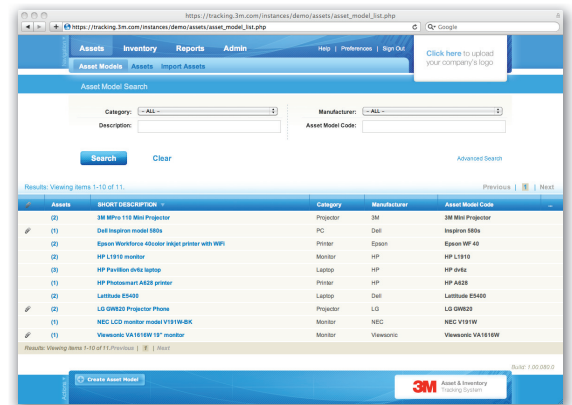 https://tracking.3m.com/instances/demo/assets/asset_model_list.php
https://tracking.3m.com/instances/demo/assets/asset_model_list.php
Google
Assets Inventory Reports Admin Help | Preferences | Sign Out
Click here to upload
your company's logo
Asset Models Assets Import Assets
Asset Model Search
Category: - ALL - Manufacturer: - ALL -
Description: Asset Model Code:
Search Clear Advanced Search
Results: Viewing items 1-10 of 11. Previous | 1 | Next
Assets SHORT DESCRIPTION Category Manufacturer Asset Model Code
(2) 3M MPro 110 Mini Projector Projector 3M 3M Mini Projector
(1) Dell Inspiron model 580s PC Dell Inspiron 580s
(2) Epson Workforce 40color inkjet printer with WiFi Printer Epson Epson WF 40
(2) HP L1910 monitor Monitor HP HP L1910
(3) HP Pavillion dv6z laptop Laptop HP HP dv6z
(1) HP Photosmart A628 printer Printer HP HP A628
(2) Lattitude E5400 Laptop Dell Lattitude E5400
(2) LG GW820 Projector Phone Projector LG LG GW820
(1) NEC LCD monitor model V191W-BK Monitor NEC NEC V191W
(1) Viewsonic VA1616W 19" monitor Monitor Viewsonic Viewsonic VA1616W
Results: Viewing items 1-10 of 11.Previous | 1 | Next
Build: 1.00.080.0
Actions
Create Asset Model
3M Asset & Inventory
Tracking System